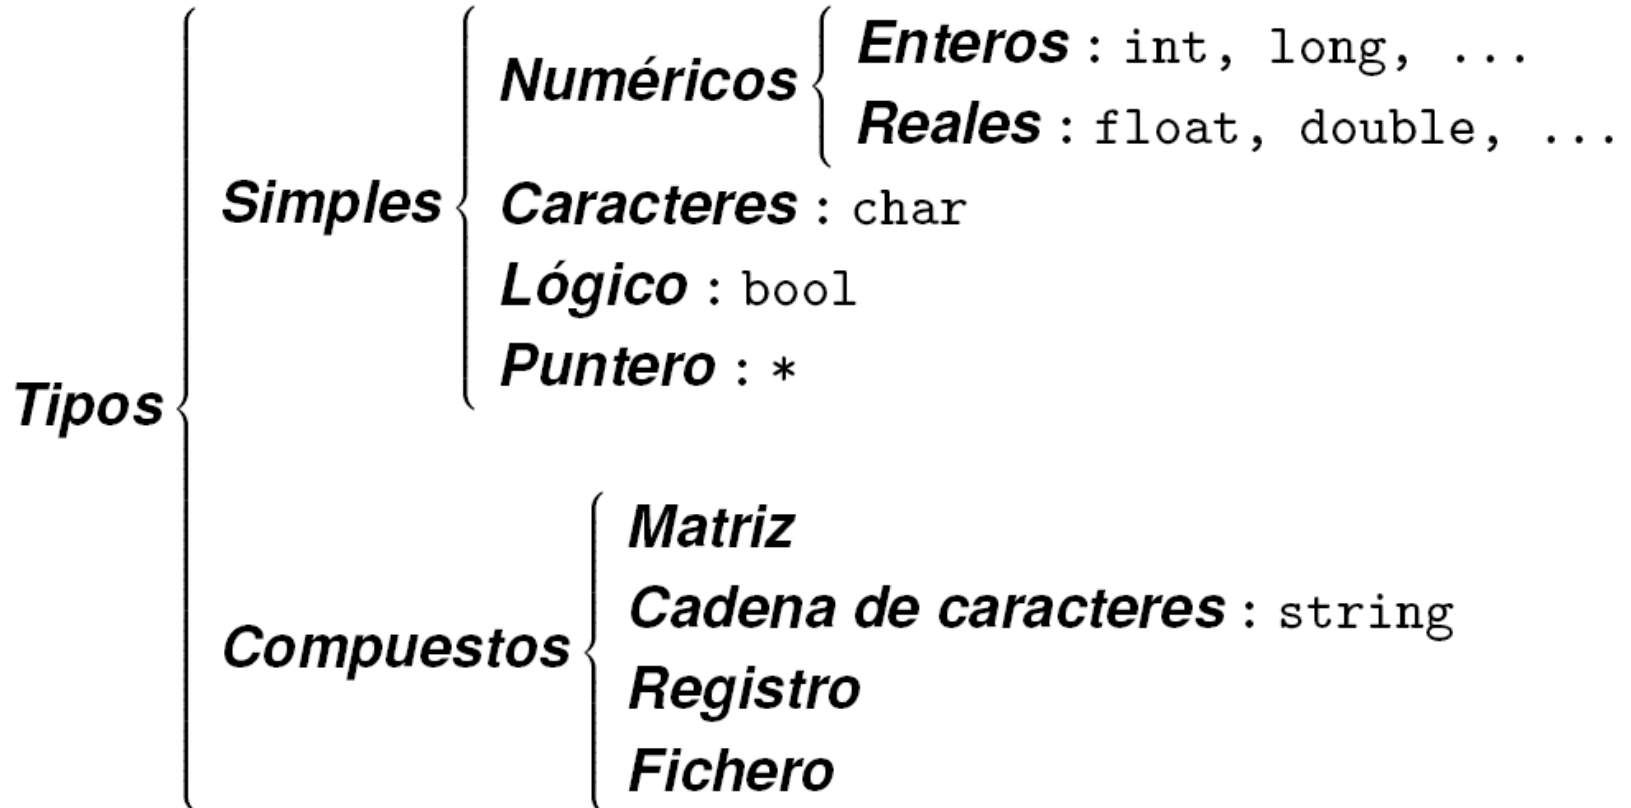 Tipos
Simples
Numéricos
Enteros : int, long, ...
Reales : float, double, ...
Caracteres : char
Lógico : bool
Puntero : *
Compuestos
Matriz
Cadena de caracteres : string
Registro
Fichero